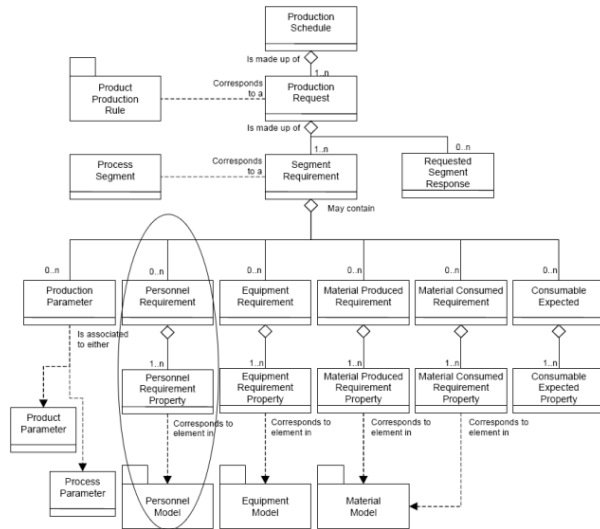 Production
Schedule
Is made up of
1..n
Product
Production
Rule
Corresponds
to a
Production
Request
Is made up of
1..n
0..n
Process
Segment
Corresponds
to a
Segment
Requirement
Requested
Segment
Response
May contain
0..n
0..n
0..n
0..n
0..n
0..n
Production
Parameter
Personnel
Requirement
Equipment
Requirement
Material Produced
Requirement
Material Consumed
Requirement
Consumable
Expected
Is associated
to either
1..n
1..n
1..n
1..n
1..n
Personnel
Requirement
Property
Equipment
Requirement
Property
Material Produced
Requirement
Property
Material Consumed
Requirement
Property
Consumable
Expected
Property
Product
Parameter
Corresponds to
element in
Corresponds to
element in
Corresponds to
element in
Corresponds to
element in
Process
Parameter
Personnel
Model
Equipment
Model
Material
Model